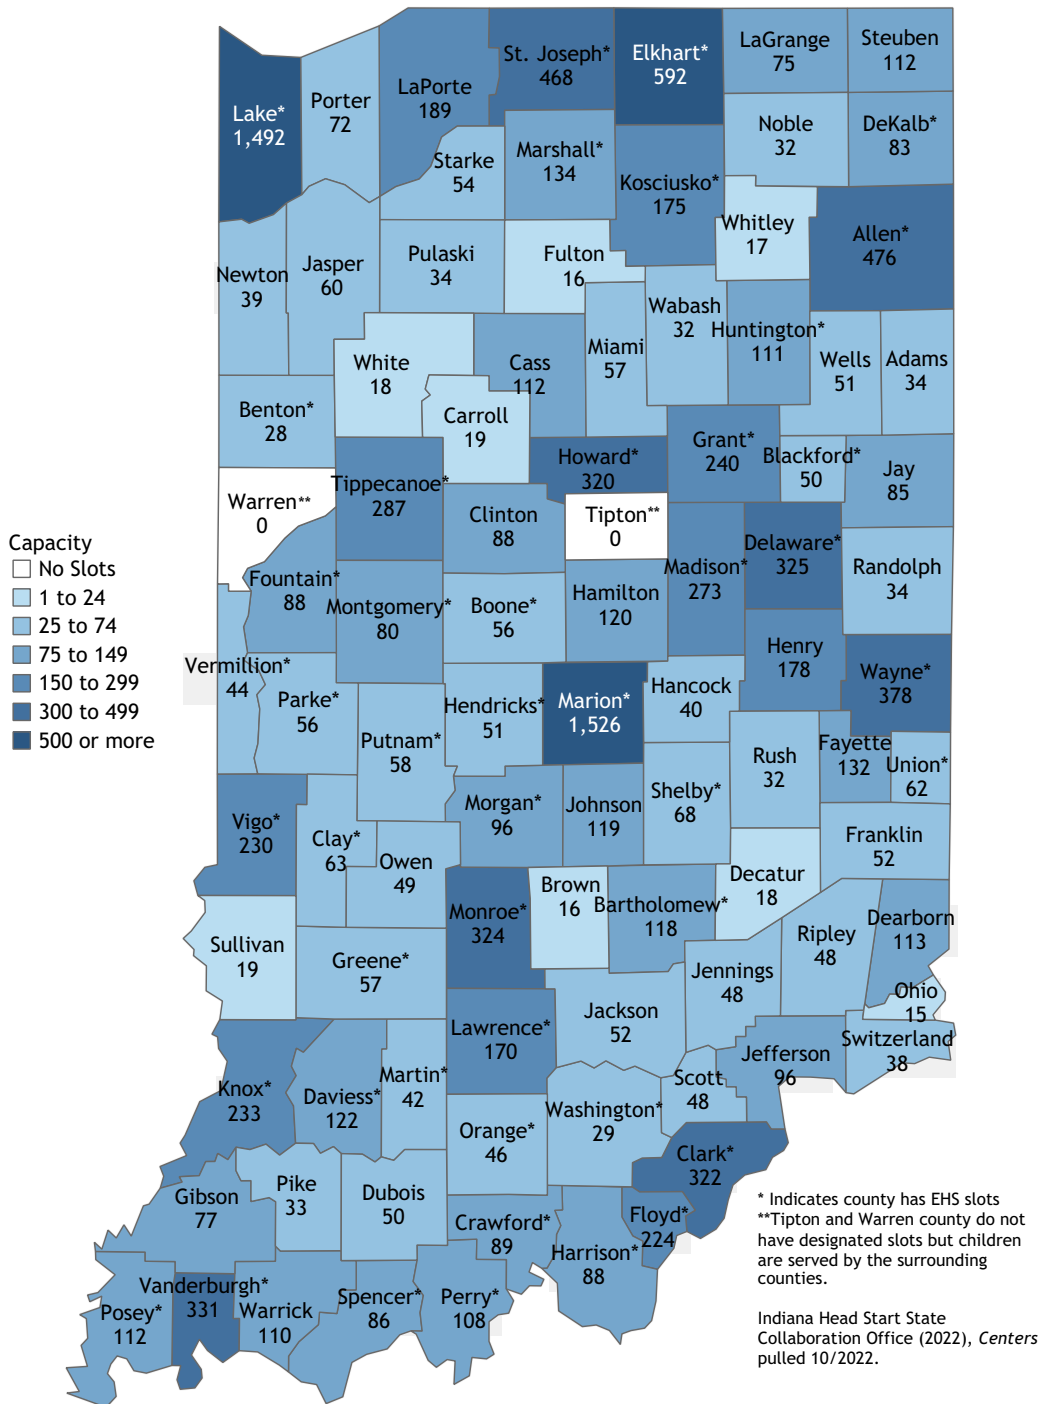 St. Joseph*
468
Elkhart*
592
LaGrange
75
Steuben
112
LaPorte
189
Porter
72
Lake*
1,492
Noble
32
DeKalb*
83
Starke
54
Marshall*
134
Kosciusko*
175
Whitley
17
Allen*
476
Newton
39
Jasper
60
Pulaski
34
Fulton
16
Wabash
32
Huntington*
111
Miami
57
Wells
51
Adams
34
White
18
Cass
112
Carroll
19
Benton*
28
Grant*
240
Blackford*
50
Jay
85
Howard*
320
Tippecanoe*
287
Warren**
0
Clinton
88
Tipton**
0
Delaware*
325
Madison*
273
Randolph
34
Fountain*
88
Montgomery*
80
Boone*
56
Hamilton
120
Henry
178
Wayne*
378
Vermillion*
44
Parke*
56
Hendricks*
51
Marion*
1,526
Hancock
40
Putnam*
58
Rush
32
Fayette
132
Union*
62
Morgan*
96
Johnson
119
Shelby*
68
Vigo*
230
Clay*
63
Owen
49
Franklin
52
Decatur
18
Brown
16
Bartholomew*
118
Monroe*
324
Dearborn
113
Ripley
48
Sullivan
19
Greene*
57
Jennings
48
Ohio
15
Jackson
52
Lawrence*
170
Switzerland
38
Jefferson
96
Knox*
233
Daviess*
122
Martin*
42
Scott
48
Washington*
29
Orange*
46
Clark*
322
Gibson
77
Pike
33
Dubois
50
Crawford*
89
Floyd*
224
Harrison*
88
Vanderburgh*
331
Posey*
112
Warrick
110
Spencer*
86
Perry*
108
Capacity
No Slots
1 to 24
25 to 74
75 to 149
150 to 299
300 to 499
500 or more
* Indicates county has EHS slots
**Tipton and Warren county do not
have designated slots but children
are served by the surrounding
counties.
Indiana Head Start State
Collaboration Office (2022), Centers
pulled 10/2022.